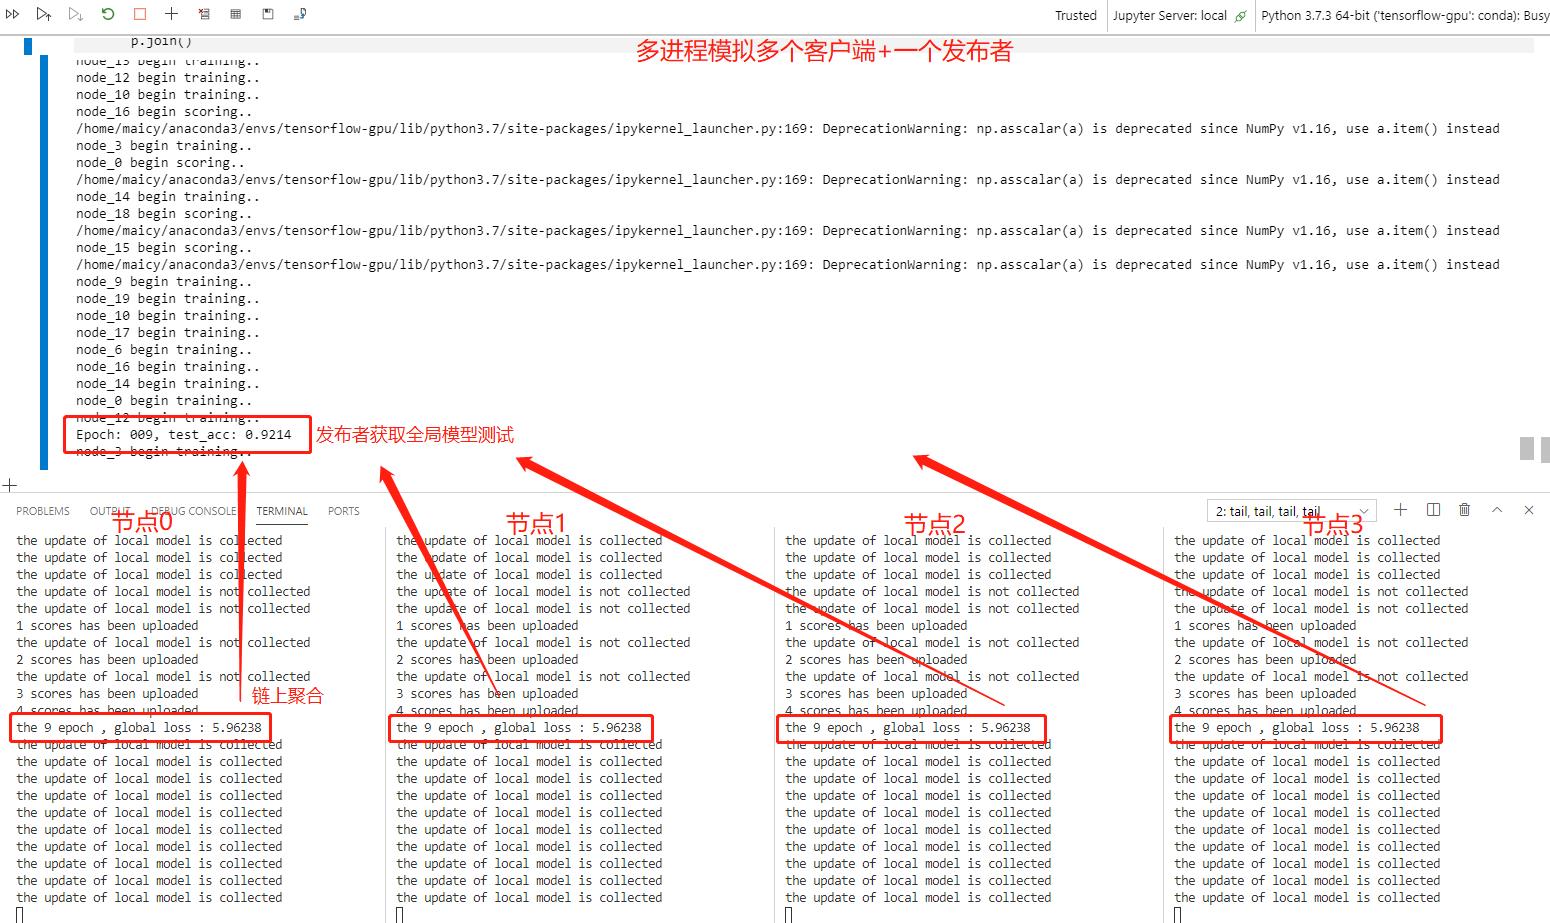 Trusted
Jupyter Server: local
Python 3.7.3 64-bit ('tensorflow-gpu': conda): Busy
p.join()
多进程模拟多个客户端+一个发布者
node_13 begin training..
node_12 begin training..
node_10 begin training..
node_16 begin scoring..
/home/maicy/anaconda3/envs/tensorflow-gpu/lib/python3.7/site-packages/ipykernel_launcher.py:169: DeprecationWarning: np.asscalar(a) is deprecated since NumPy v1.16, use a.item() instead
node_3 begin training..
node_0 begin scoring..
/home/maicy/anaconda3/envs/tensorflow-gpu/lib/python3.7/site-packages/ipykernel_launcher.py:169: DeprecationWarning: np.asscalar(a) is deprecated since NumPy v1.16, use a.item() instead
node_14 begin training..
node_18 begin scoring..
/home/maicy/anaconda3/envs/tensorflow-gpu/lib/python3.7/site-packages/ipykernel_launcher.py:169: DeprecationWarning: np.asscalar(a) is deprecated since NumPy v1.16, use a.item() instead
node_15 begin scoring..
/home/maicy/anaconda3/envs/tensorflow-gpu/lib/python3.7/site-packages/ipykernel_launcher.py:169: DeprecationWarning: np.asscalar(a) is deprecated since NumPy v1.16, use a.item() instead
node_9 begin training..
node_19 begin training..
node_10 begin training..
node_17 begin training..
node_6 begin training..
node_16 begin training..
node_14 begin training..
node_0 begin training..
node_12 begin training..
Epoch: 009, test_acc: 0.9214
发布者获取全局模型测试
node_3 begin training..
PROBLEMS
OUTPUT
DEBUG CONSOLE
TERMINAL
PORTS
2: tail, tail, tail, tail
节点0
the update of local model is collected
the update of local model is collected
the update of local model is collected
the update of local model is not collected
the update of local model is not collected
1 scores has been uploaded
the update of local model is not collected
2 scores has been uploaded
the update of local model is not collected
3 scores has been uploaded
链上聚合
4 scores has been uploaded
the 9 epoch , global loss : 5.96238
the update of local model is collected
the update of local model is collected
the update of local model is collected
the update of local model is collected
the update of local model is collected
the update of local model is collected
the update of local model is collected
the update of local model is collected
the update of local model is collected
the update of local model is collected
节点1
the update of local model is collected
the update of local model is collected
the update of local model is collected
the update of local model is not collected
the update of local model is not collected
1 scores has been uploaded
the update of local model is not collected
2 scores has been uploaded
the update of local model is not collected
3 scores has been uploaded
4 scores has been uploaded
the 9 epoch , global loss : 5.96238
the update of local model is collected
the update of local model is collected
the update of local model is collected
the update of local model is collected
the update of local model is collected
the update of local model is collected
the update of local model is collected
the update of local model is collected
the update of local model is collected
the update of local model is collected
节点2
the update of local model is collected
the update of local model is collected
the update of local model is collected
the update of local model is not collected
the update of local model is not collected
1 scores has been uploaded
the update of local model is not collected
2 scores has been uploaded
the update of local model is not collected
3 scores has been uploaded
4 scores has been uploaded
the 9 epoch , global loss : 5.96238
the update of local model is collected
the update of local model is collected
the update of local model is collected
the update of local model is collected
the update of local model is collected
the update of local model is collected
the update of local model is collected
the update of local model is collected
the update of local model is collected
the update of local model is collected
节点3
the update of local model is collected
the update of local model is collected
the update of local model is collected
the update of local model is not collected
the update of local model is not collected
1 scores has been uploaded
the update of local model is not collected
2 scores has been uploaded
the update of local model is not collected
3 scores has been uploaded
4 scores has been uploaded
the 9 epoch , global loss : 5.96238
the update of local model is collected
the update of local model is collected
the update of local model is collected
the update of local model is collected
the update of local model is collected
the update of local model is collected
the update of local model is collected
the update of local model is collected
the update of local model is collected
the update of local model is collected